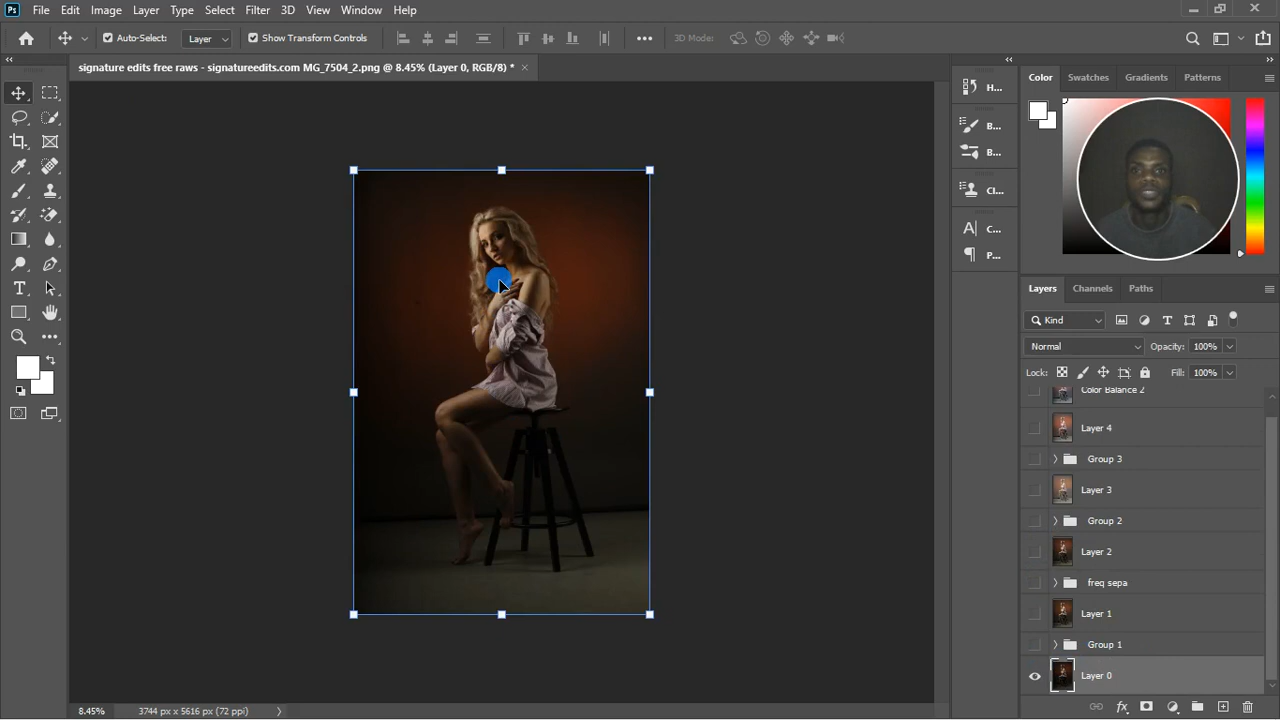 Ps File Edit Image Layer Type Select Filter 3D View Window Help
Auto-Select: Layer Show Transform Controls 3D Mode:
signature edits free raws - signatureedits.com MG_7504_2.png @ 8.45% (Layer 0, RGB/8) *
H...
B...
B...
Cl...
C...
P...
Color Swatches Gradients Patterns
Layers Channels Paths
Kind
Normal Opacity: 100%
Lock: Fill: 100%
Color Balance 2
Layer 4
Group 3
Layer 3
Group 2
Layer 2
freq sepa
Layer 1
Group 1
Layer 0
8.45% 3744 px x 5616 px (72 ppi)